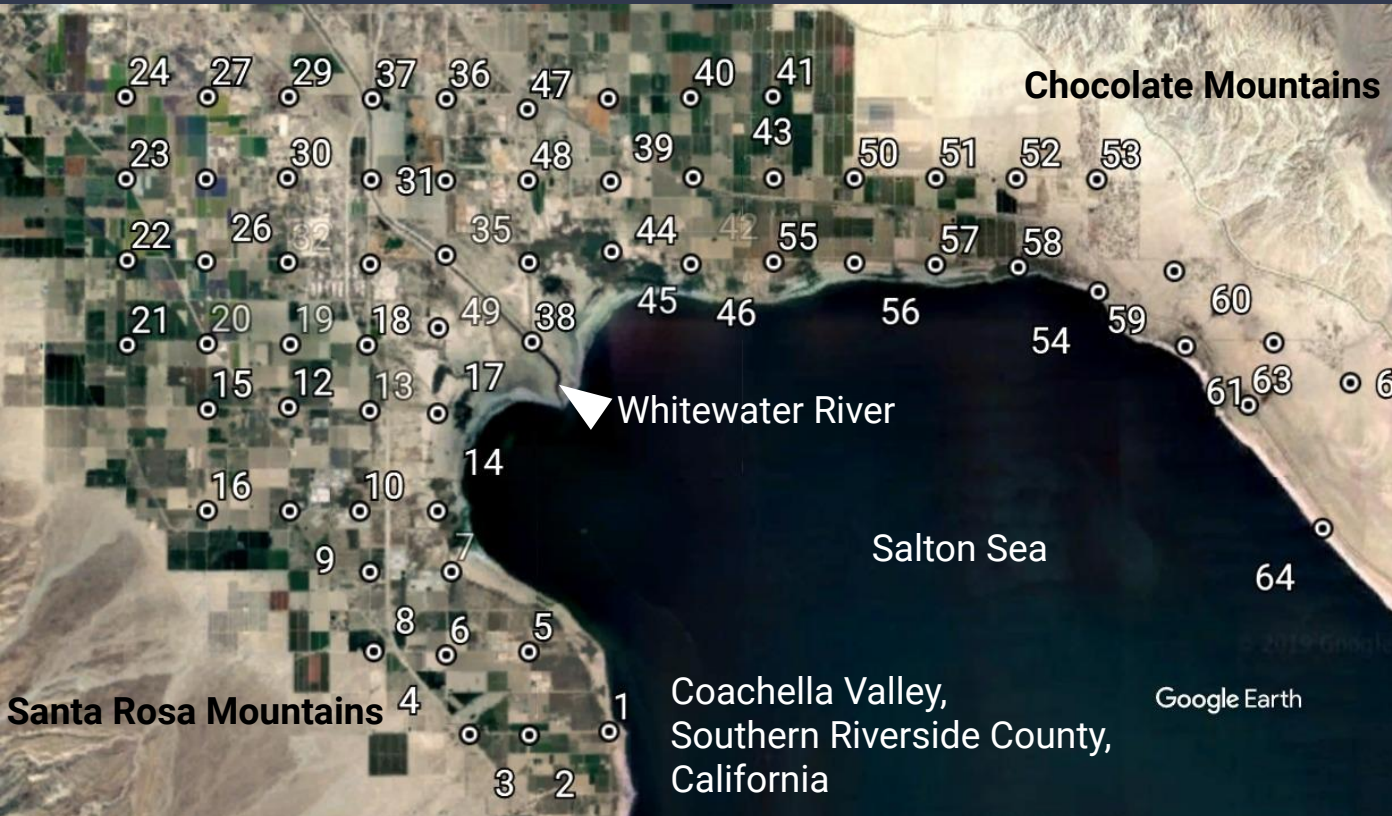 24 27 29 37 36 47 40 41
Chocolate Mountains
43
23 30 31 48 39 50 51 52 53
22 26 32 35 44 42 55 57 58
45 46 56 60
21 20 19 18 49 38 54 59
15 12 13 17 61 63 6
Whitewater River
14
16 10
9 7
Salton Sea
64
8 6 5
© 2019 Google
Santa Rosa Mountains
4 1
Coachella Valley,
Southern Riverside County,
California
Google Earth
3 2